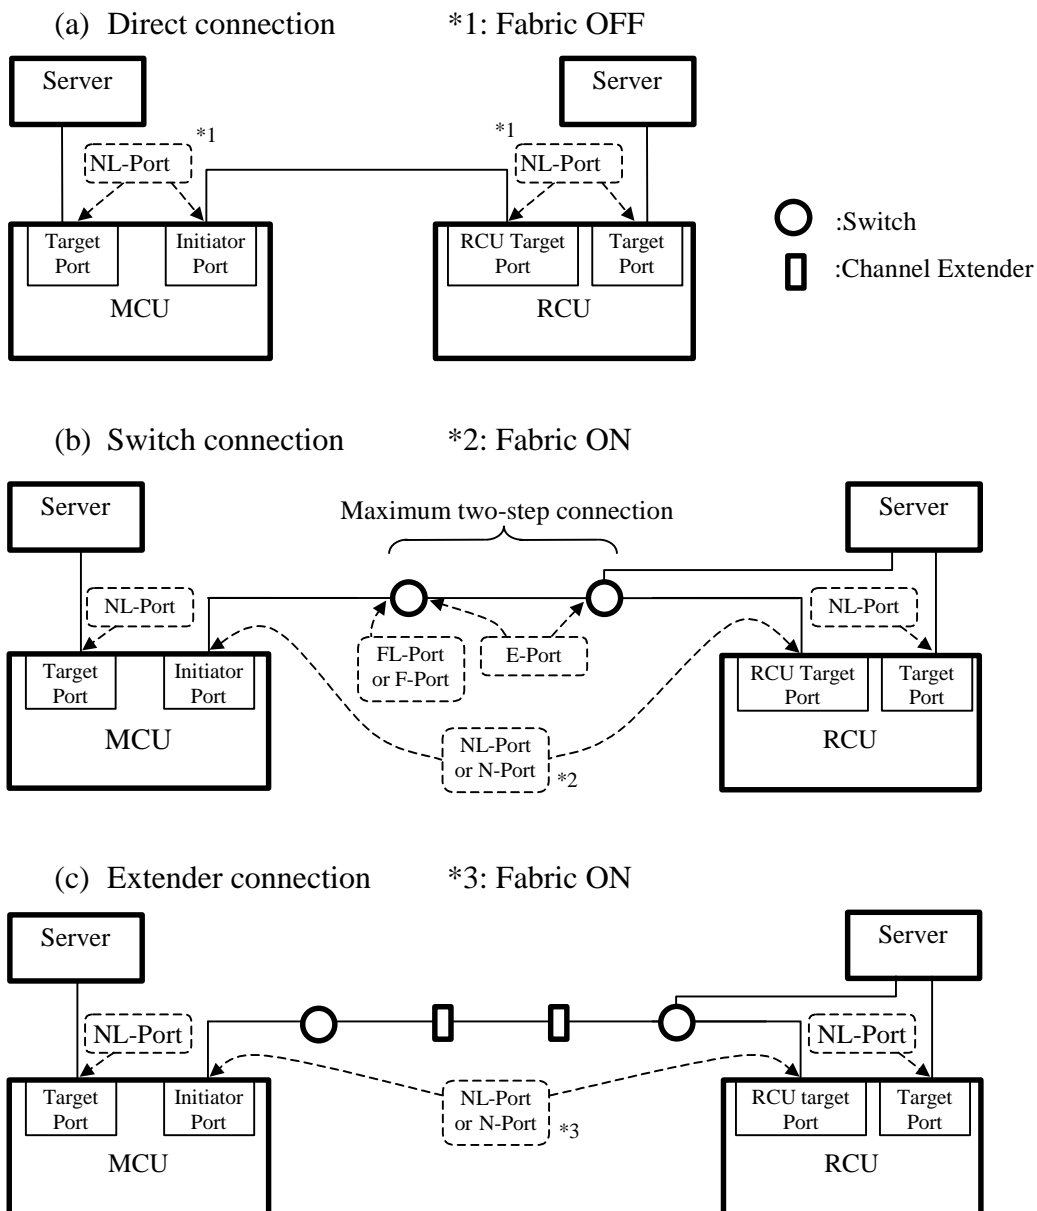 (a) Direct connection *1: Fabric OFF
Server
Server
*1
*1
NL-Port
NL-Port
Target
Port
Initiator
Port
RCU Target
Port
Target
Port
MCU
RCU
:Switch
:Channel Extender
(b) Switch connection *2: Fabric ON
Server
Server
Maximum two-step connection
NL-Port
NL-Port
FL-Port
or F-Port
E-Port
Target
Port
Initiator
Port
RCU Target
Port
Target
Port
MCU
RCU
NL-Port
or N-Port
*2
(c) Extender connection *3: Fabric ON
Server
Server
NL-Port
NL-Port
Target
Port
Initiator
Port
NL-Port
or N-Port
*3
RCU target
Port
Target
Port
MCU
RCU